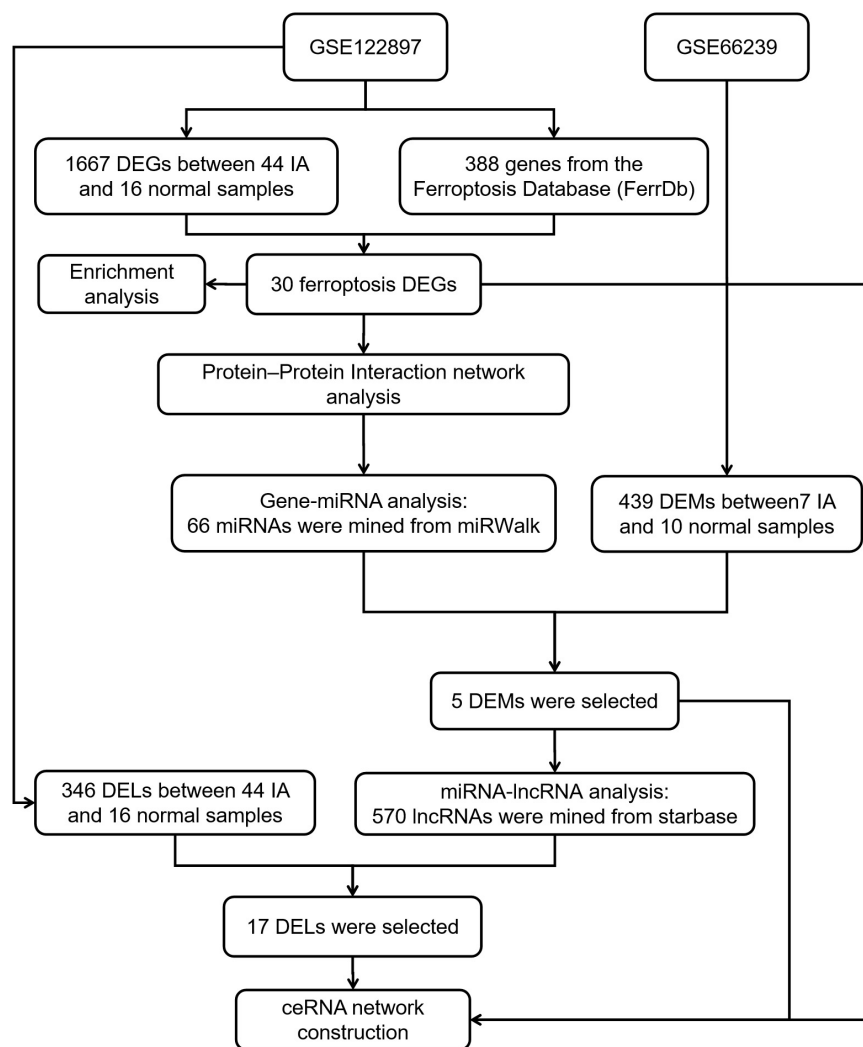 GSE122897
GSE66239
1667 DEGs between 44 IA
and 16 normal samples
388 genes from the
Ferroptosis Database (FerrDb)
Enrichment
analysis
30 ferroptosis DEGs
Protein–Protein Interaction network
analysis
Gene-miRNA analysis:
66 miRNAs were mined from miRWalk
439 DEMs between7 IA
and 10 normal samples
5 DEMs were selected
346 DELs between 44 IA
and 16 normal samples
miRNA-lncRNA analysis:
570 lncRNAs were mined from starbase
17 DELs were selected
ceRNA network
construction